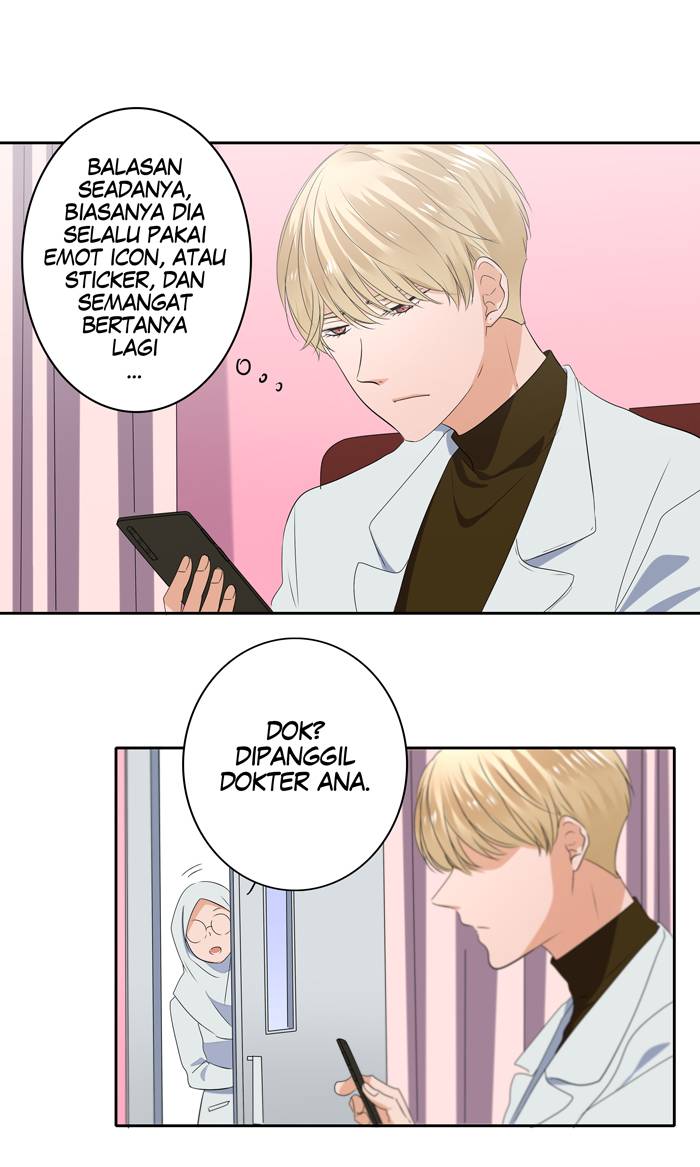 BALASAN
SEADANYA,
BIASANYA DIA
SELALU PAKAI
EMOT ICON, ATAU
STICKER, DAN
SEMANGAT
BERTANYA
LAGI
...
DOK?
DIPANGGIL
DOKTER ANA.